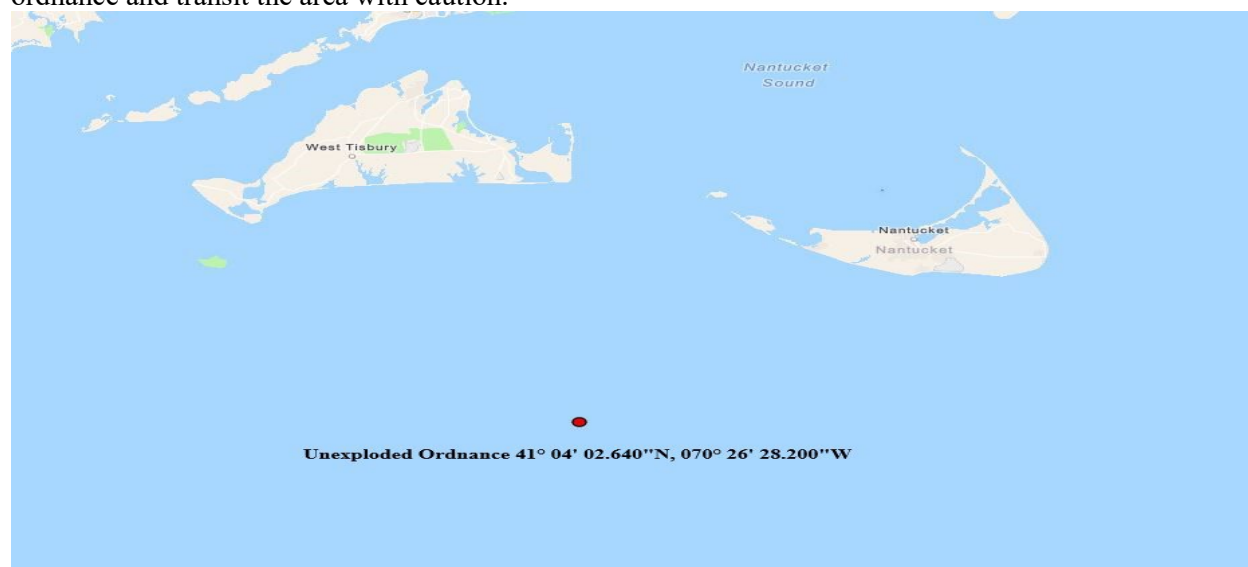 ordnance and transit the area with caution.
Nantucket
Sound
West Tisbury
Nantucket
Nantucket
Unexploded Ordnance 41° 04' 02.640"N, 070° 26' 28.200"W